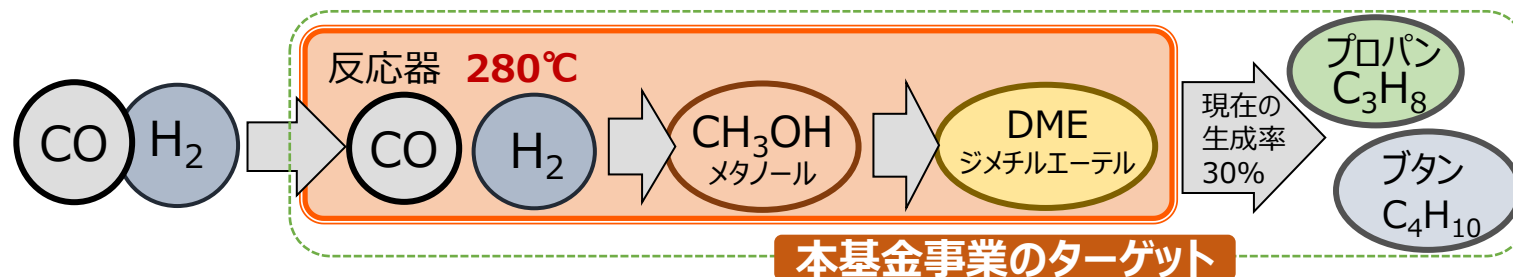 CO
H2
反応器 280℃
CO
H2
CH3OH
メタノール
DME
ジメチルエーテル
現在の
生成率
30%
プロパン
C3H8
ブタン
C4H10
本基金事業のターゲット